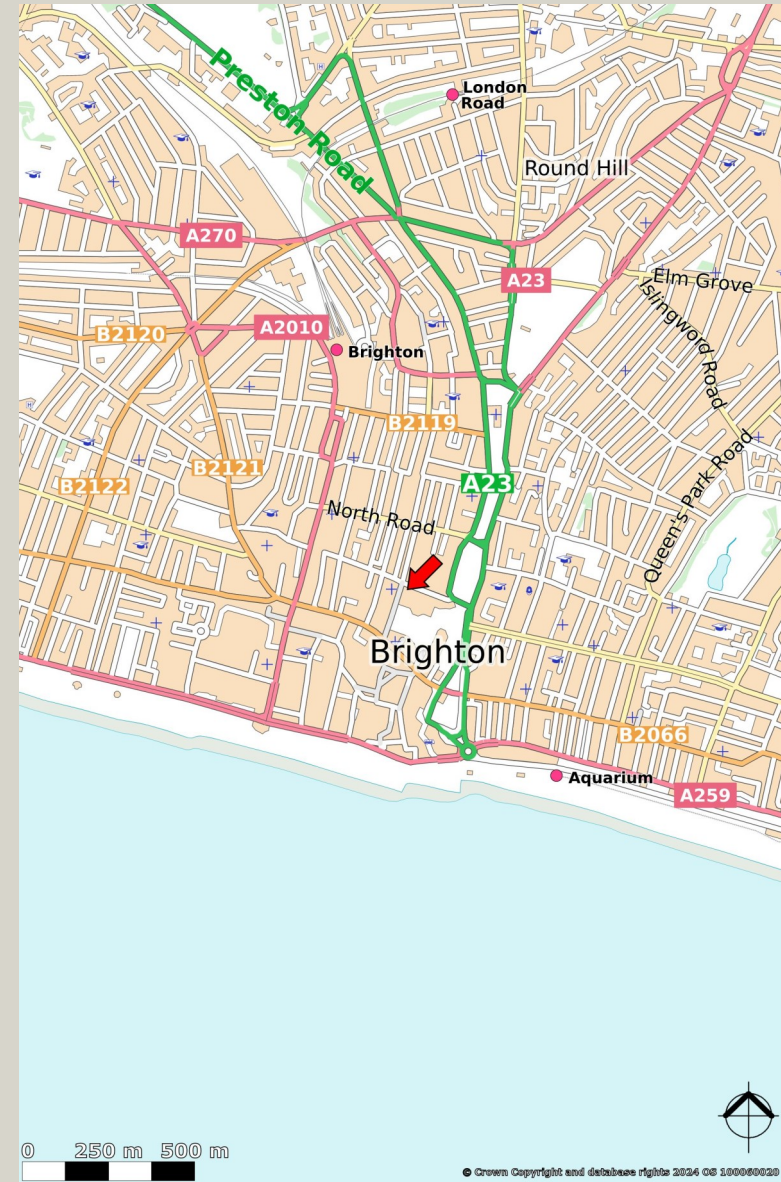 Preston Road
London
Road
Round Hill
A270
A23
Elm Grove
Islingword Road
A2010
B2120
Brighton
B2119
Queen's Park Road
B2121
A23
B2122
North Road
Brighton
B2066
Aquarium
A259
0 250 m 500 m
© Crown Copyright and database rights 2024 OS 100060020